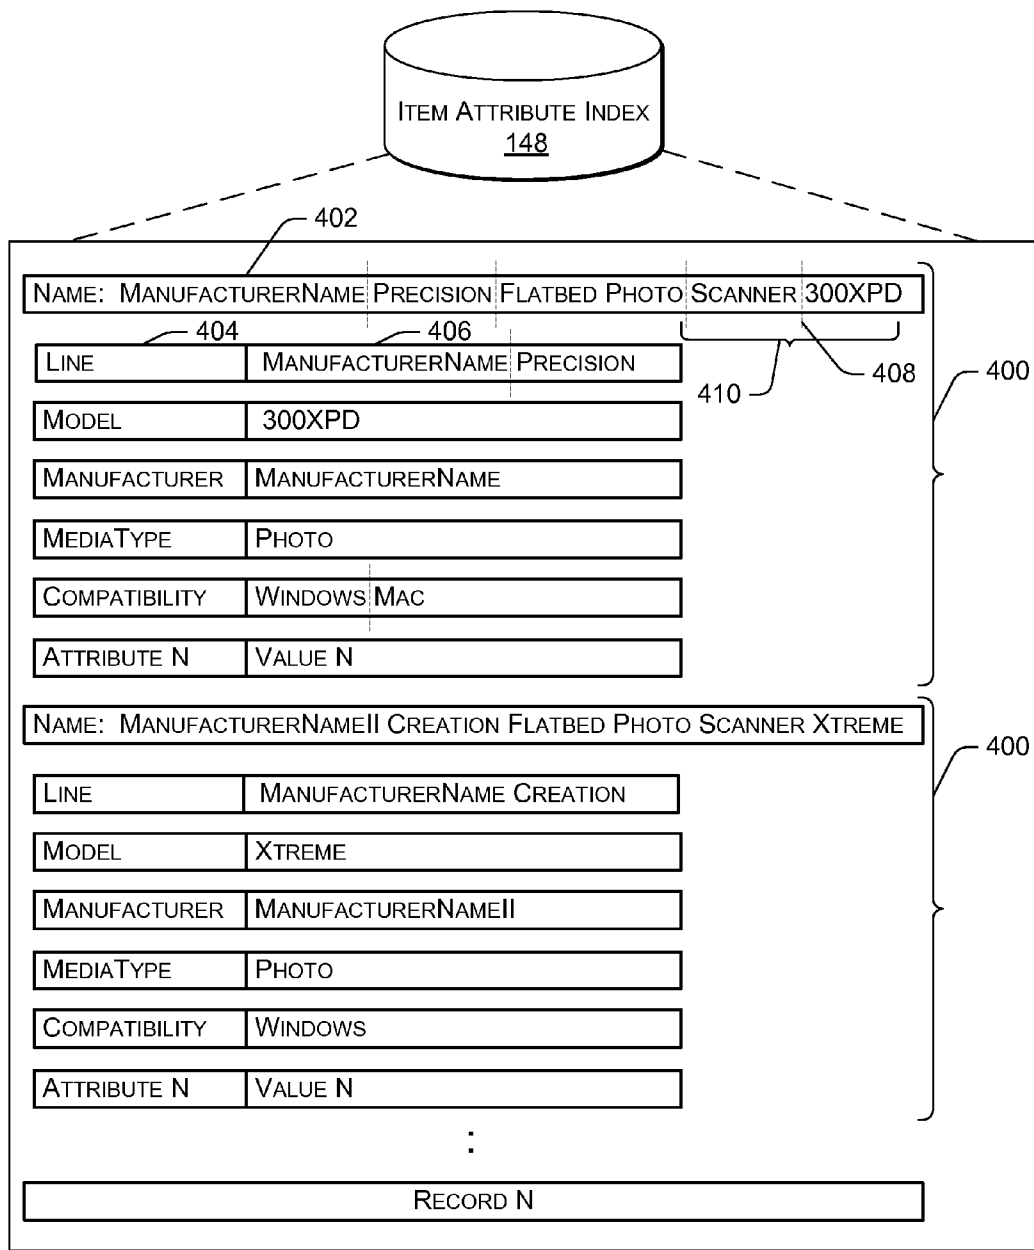 ITEM ATTRIBUTE INDEX
148
402
NAME: MANUFACTURERNAME PRECISION FLATBED PHOTO SCANNER 300XPD
404
406
408
410
400
LINE MANUFACTURERNAME PRECISION
MODEL 300XPD
MANUFACTURER MANUFACTURERNAME
MEDIATYPE PHOTO
COMPATIBILITY WINDOWS MAC
ATTRIBUTE N VALUE N
NAME: MANUFACTURERNAMEII CREATION FLATBED PHOTO SCANNER XTREME
400
LINE MANUFACTURERNAME CREATION
MODEL XTREME
MANUFACTURER MANUFACTURERNAMEII
MEDIATYPE PHOTO
COMPATIBILITY WINDOWS
ATTRIBUTE N VALUE N
:
RECORD N